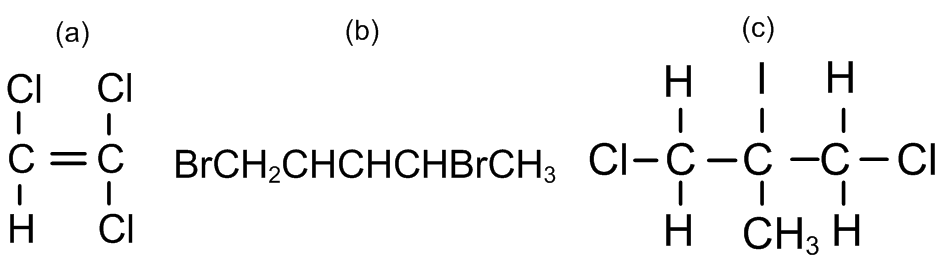 (a) (b) (c)
Cl Cl I
H H
C = C BrCH₂CHCHCHBrCH₃ Cl–C–C–C–Cl
H Cl H CH₃ H